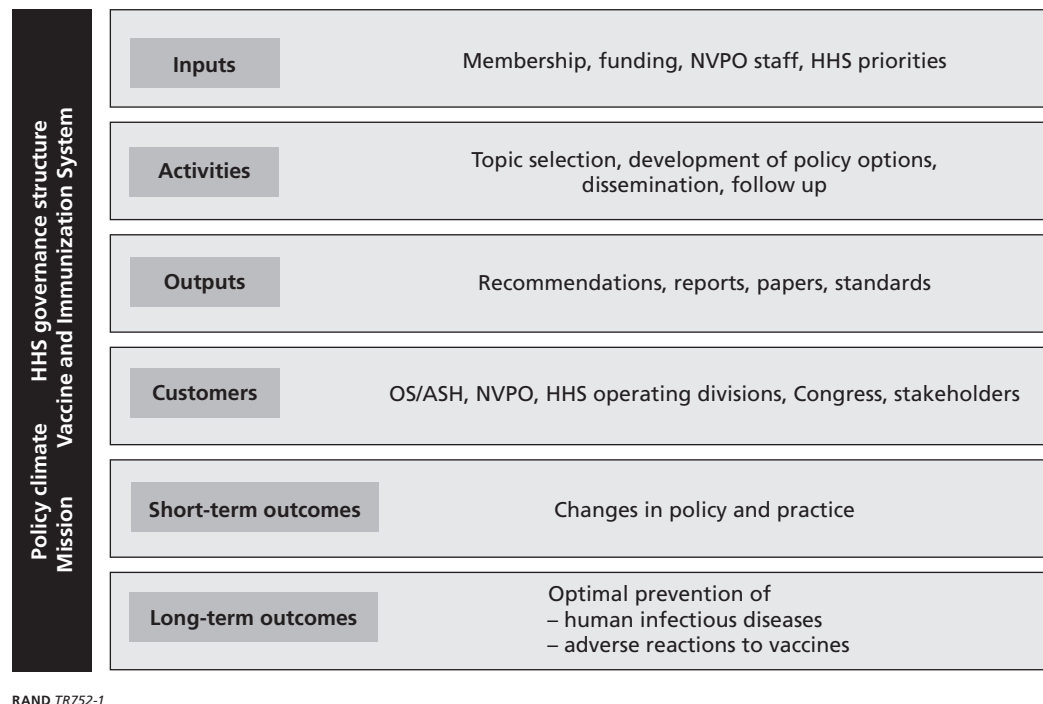 Policy climate HHS governance structure
Mission Vaccine and Immunization System
Inputs
Membership, funding, NVPO staff, HHS priorities
Activities
Topic selection, development of policy options,
dissemination, follow up
Outputs
Recommendations, reports, papers, standards
Customers
OS/ASH, NVPO, HHS operating divisions, Congress, stakeholders
Short-term outcomes
Changes in policy and practice
Long-term outcomes
Optimal prevention of
– human infectious diseases
– adverse reactions to vaccines
RAND TR752-1